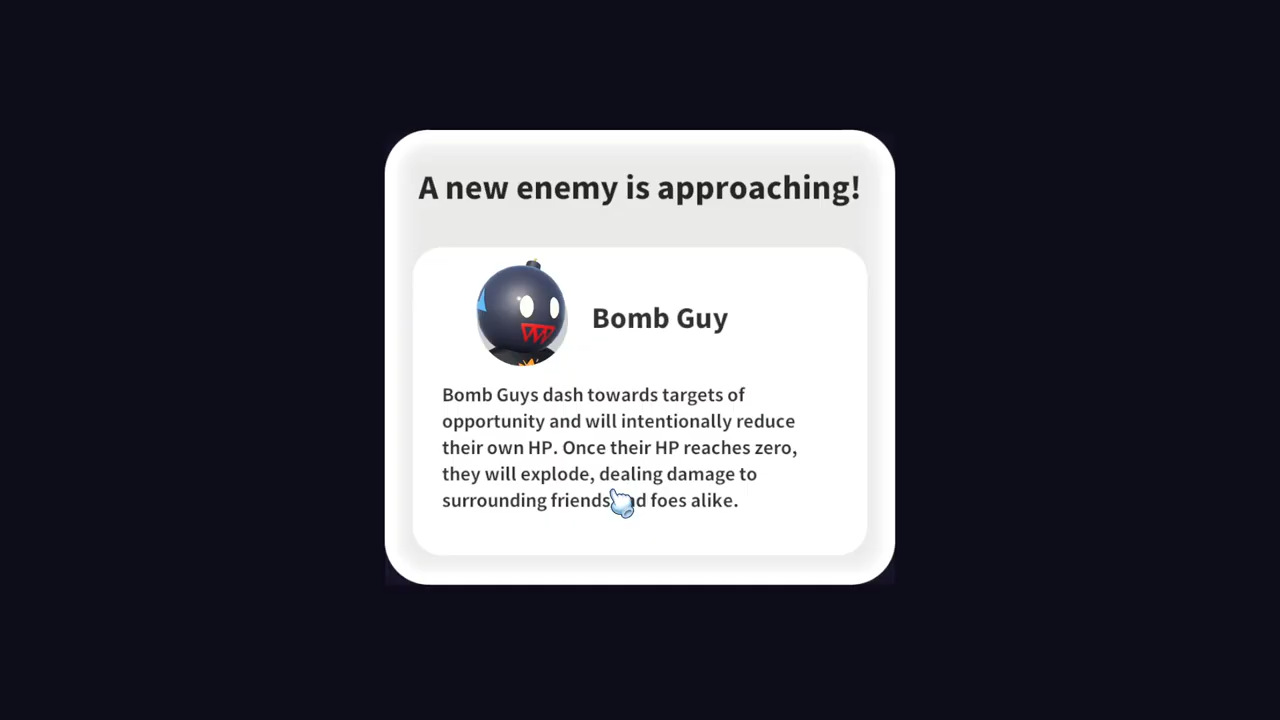 A new enemy is approaching!
Bomb Guy
Bomb Guys dash towards targets of
opportunity and will intentionally reduce
their own HP. Once their HP reaches zero,
they will explode, dealing damage to
surrounding friends and foes alike.